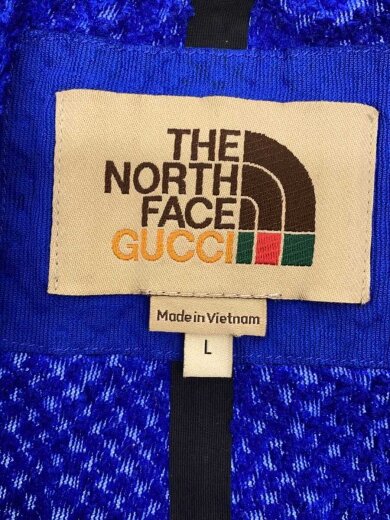 THE
NORTH
FACE
GUCCI
Made in Vietnam
L